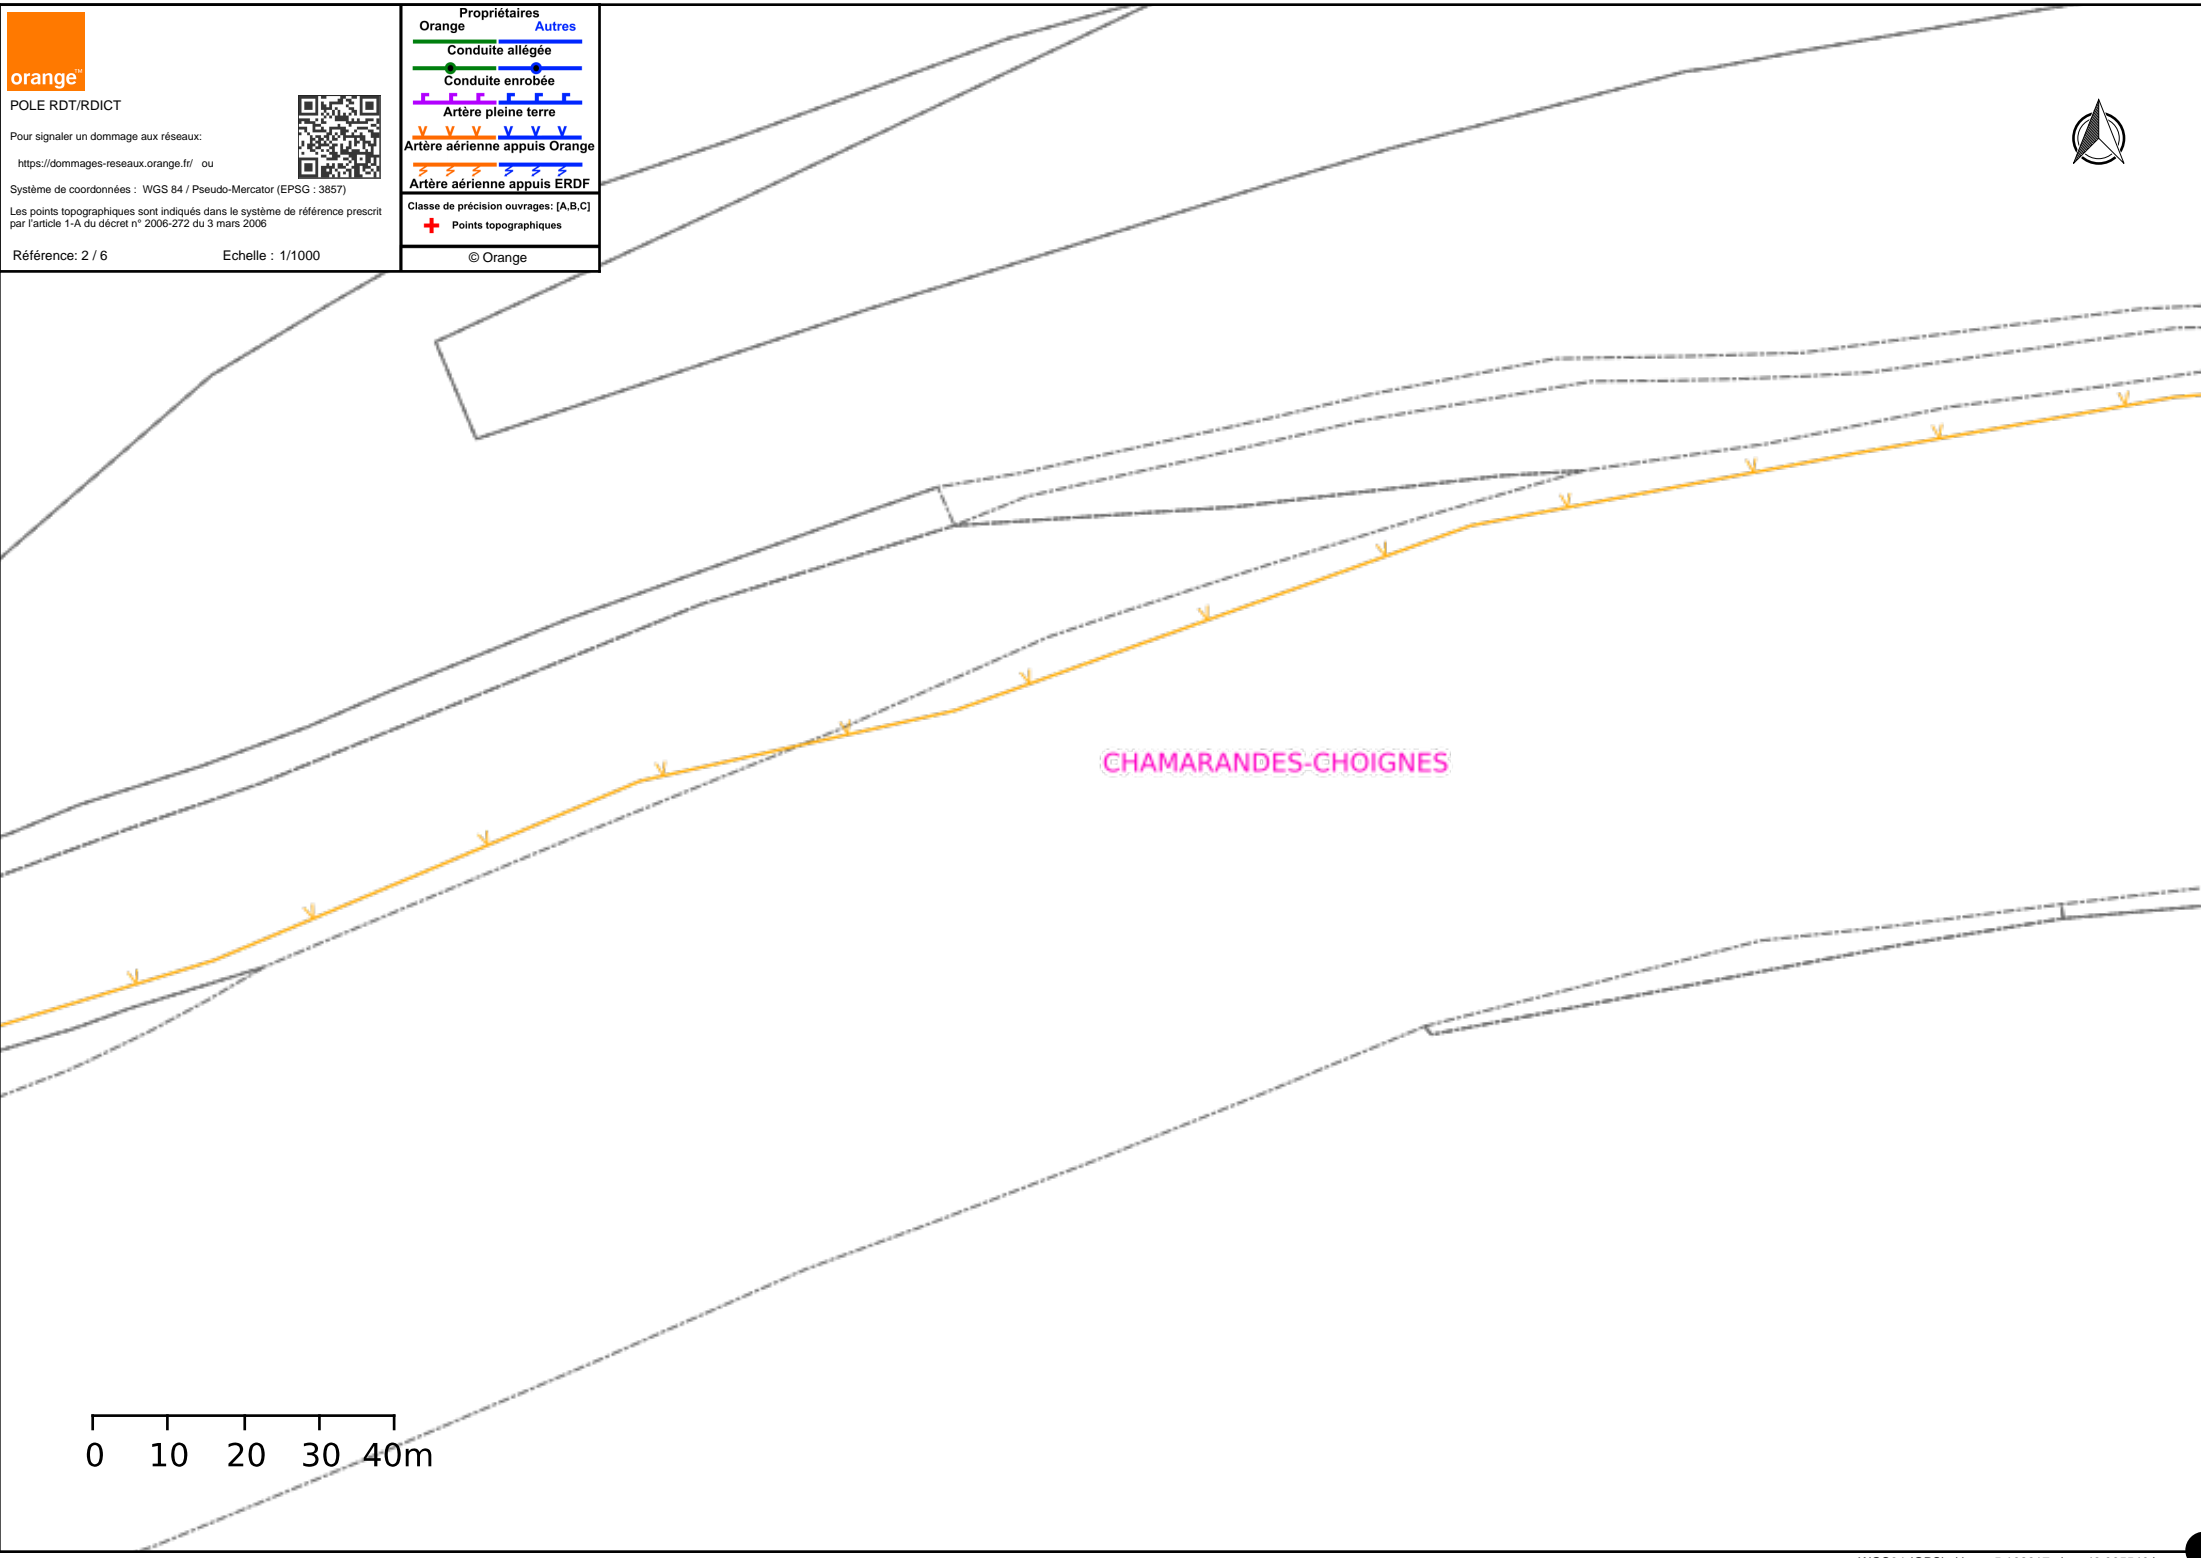 orange™
POLE RDT/RDICT
Pour signaler un dommage aux réseaux:
https://dommages-reseaux.orange.fr/ ou
Système de coordonnées : WGS 84 / Pseudo-Mercator (EPSG : 3857)
Les points topographiques sont indiqués dans le système de référence prescrit
par l'article 1-A du décret n° 2006-272 du 3 mars 2006
Référence: 2 / 6
Echelle : 1/1000
Propriétaires
Orange
Autres
Conduite allégée
Conduite enrobée
Artère pleine terre
Artère aérienne appuis Orange
Artère aérienne appuis ERDF
Classe de précision ouvrages: [A,B,C]
Points topographiques
© Orange
CHAMARANDES-CHOIGNES
0 10 20 30 40m